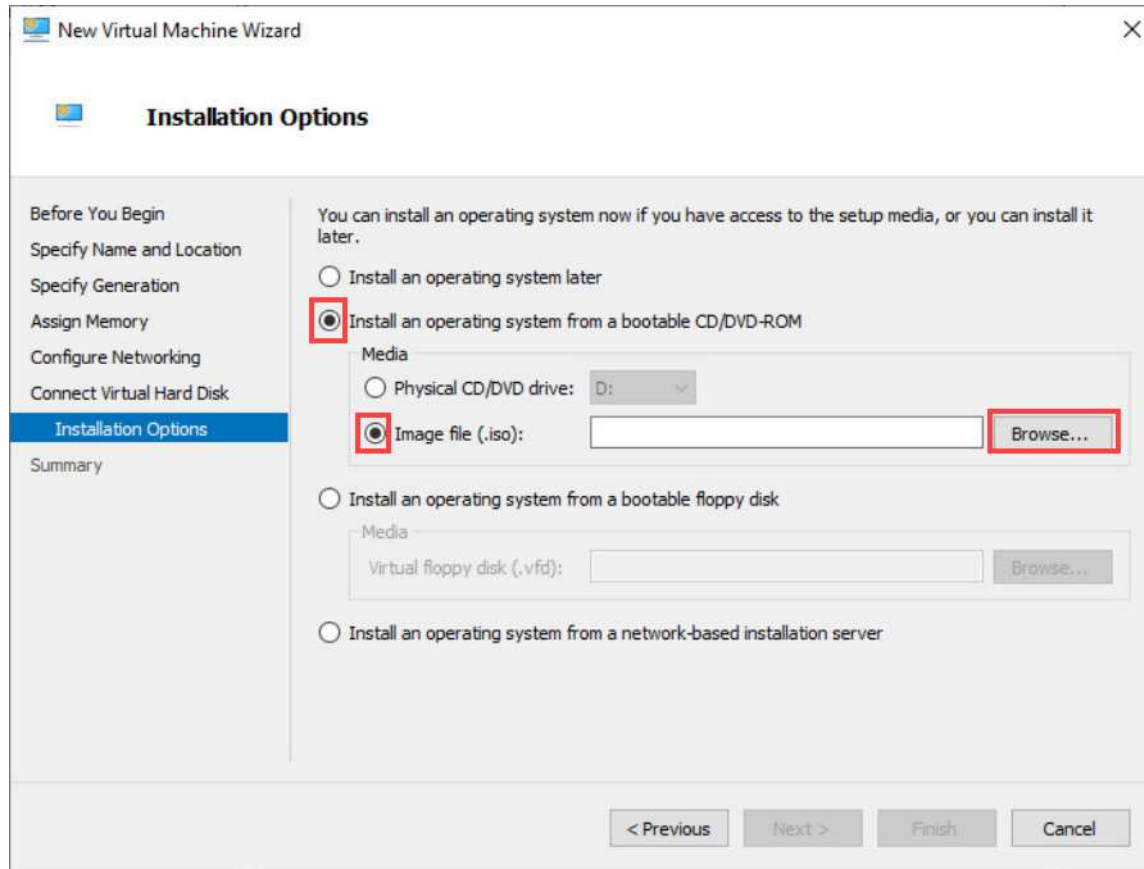 New Virtual Machine Wizard
Installation Options
Before You Begin
Specify Name and Location
Specify Generation
Assign Memory
Configure Networking
Connect Virtual Hard Disk
Installation Options
Summary
You can install an operating system now if you have access to the setup media, or you can install it
later.
Install an operating system later
Install an operating system from a bootable CD/DVD-ROM
Media
Physical CD/DVD drive: D:
Image file (.iso): Browse...
Install an operating system from a bootable floppy disk
Media
Virtual floppy disk (.vfd): Browse...
Install an operating system from a network-based installation server
< Previous Next > Finish Cancel